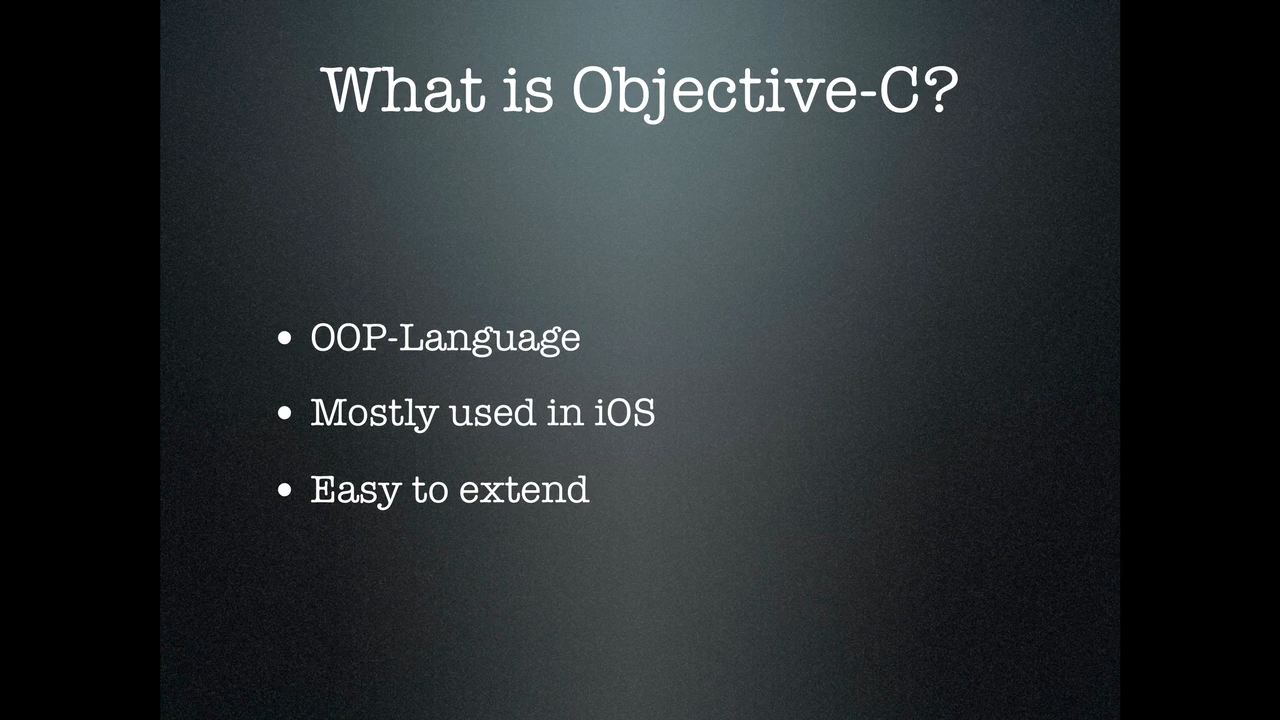 What is Objective-C?
• OOP-Language
• Mostly used in iOS
• Easy to extend